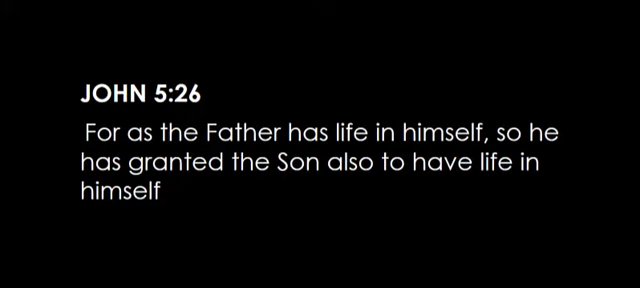 JOHN 5:26
For as the Father has life in himself, so he
has granted the Son also to have life in
himself